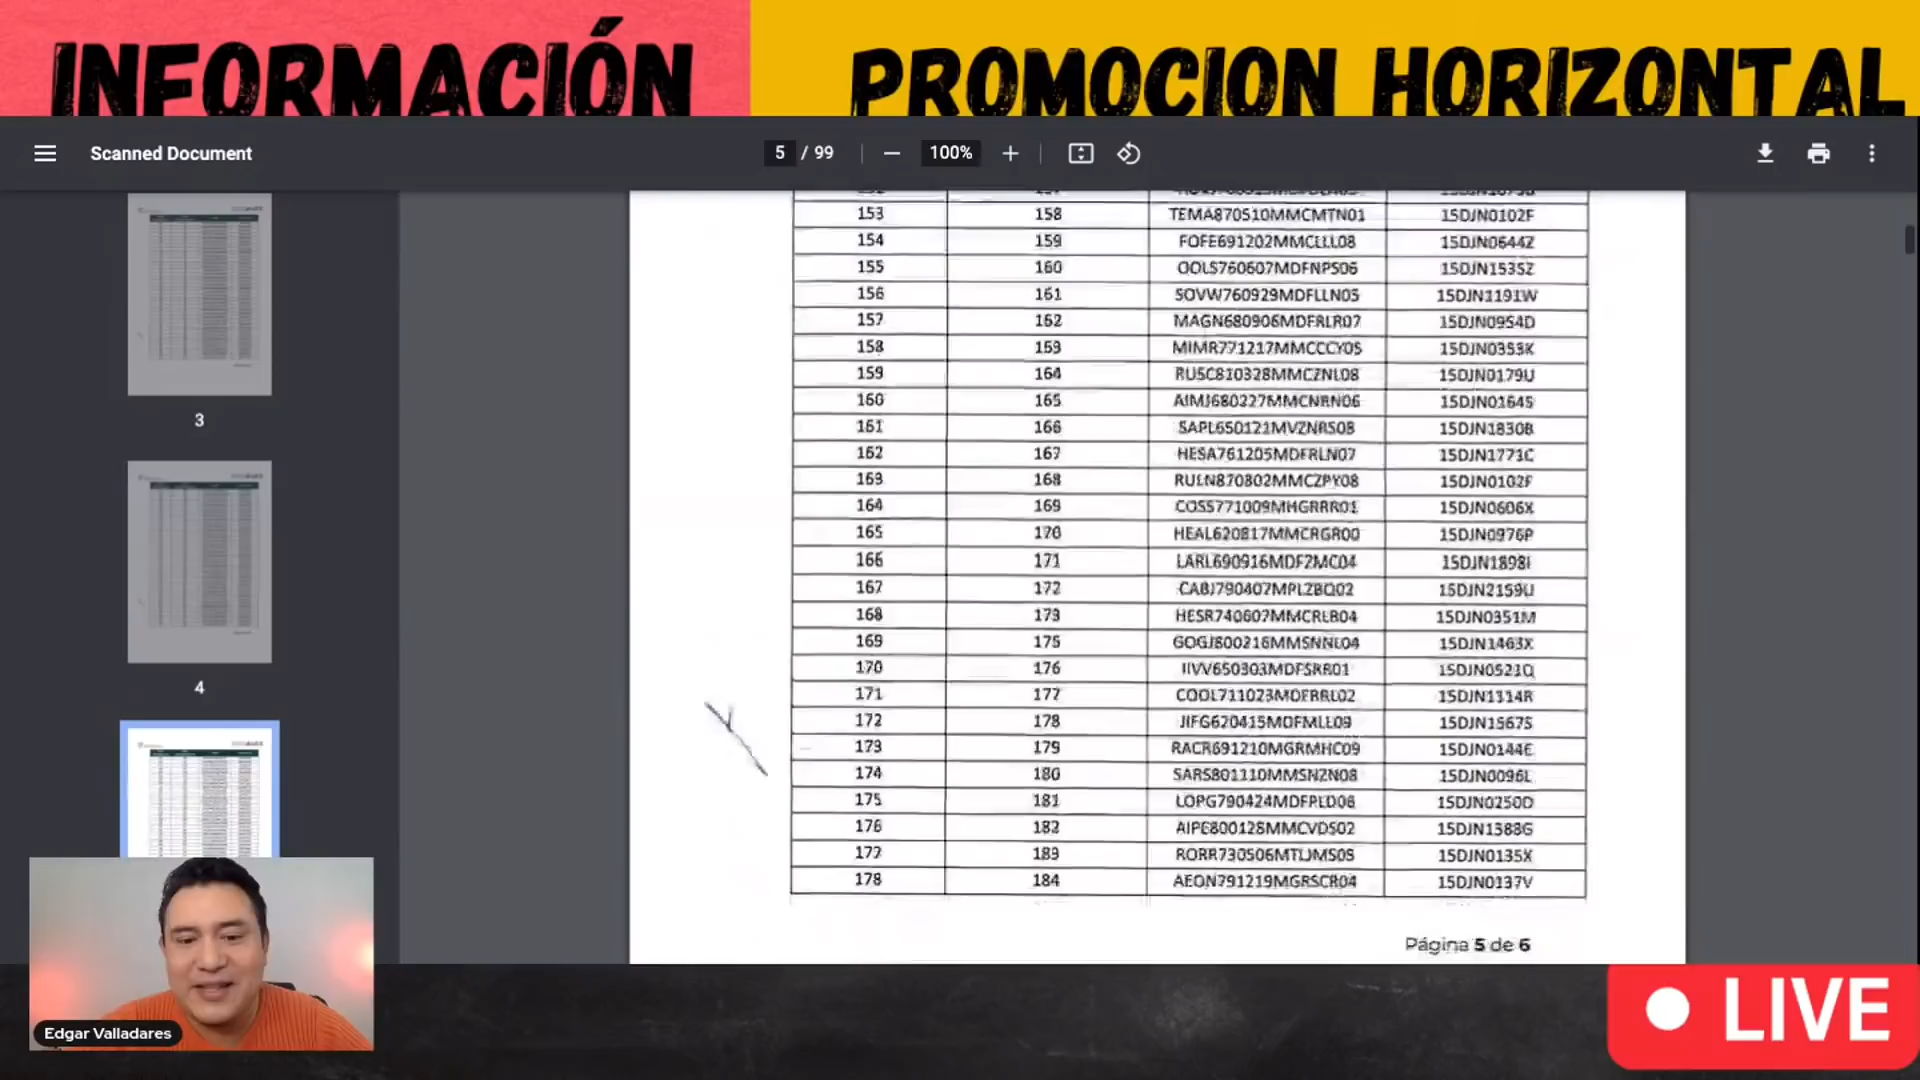 INFORMACIÓN
PROMOCION HORIZONTAL
Scanned Document
5 / 99
100%
153 158 TEMA870510MMCMTN01 15DJN0102F
154 159 FOFE691202MMCLLL08 15DJN0644Z
155 160 OOLS760607MDFNPS06 15DJN1535Z
156 161 SOVW760929MDFLLN05 15DJN1191W
157 162 MAGN680906MDFRLR07 15DJN0954D
158 163 MIMR771217MMCCCY05 15DJN0353K
159 164 RUSC810328MMCZNL08 15DJN0179U
160 165 AIMJ680227MMCNRN06 15DJN0164S
161 166 SAPL650121MVZNRS08 15DJN1830B
162 167 HESA761205MDFRLN07 15DJN1771C
163 168 RULN870802MMCZPY08 15DJN0102F
164 169 COSS771009MHGRRR01 15DJN0606X
165 170 HEAL620817MMCRGR00 15DJN0976P
166 171 LARL690916MDFZMC04 15DJN1898I
167 172 CABJ790407MPLZBQ02 15DJN2159U
168 173 HESR740607MMCRLB04 15DJN0351M
169 175 GOGJ800216MMSNNL04 15DJN1463X
170 176 IIVV650303MDFSRR01 15DJN0521Q
171 177 COOL711023MDFRRL02 15DJN1314R
172 178 JIFG620415MDFMLL09 15DJN1567S
173 179 RACR691210MGRMHC09 15DJN0144E
174 180 SARS801110MMSNZN08 15DJN0096L
175 181 LOPG790424MDFPLD06 15DJN0250D
176 182 AIPE800128MMCVDS02 15DJN1388G
177 183 RORR730506MTLJMS05 15DJN0135X
178 184 AEON791219MGRSCR04 15DJN0137V
Página 5 de 6
3
4
Edgar Valladares
LIVE